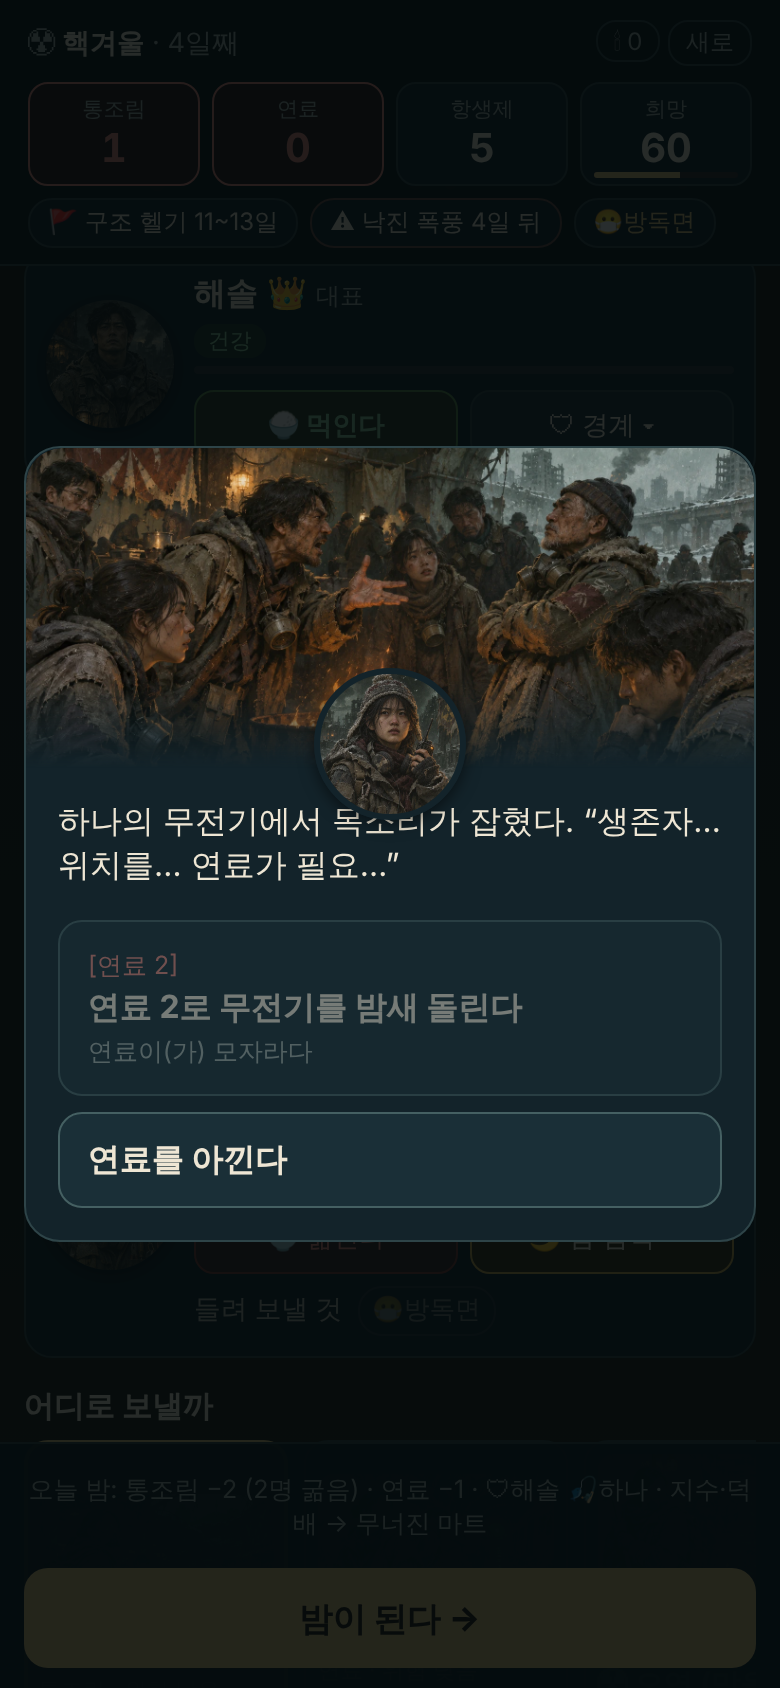 핵겨울 · 4일째
0
새로
통조림
1
연료
0
항생제
5
희망
60
구조 헬기 11~13일
낙진 폭풍 4일 뒤
방독면
해솔 👑 대표
건강
먹인다
경계
하나의 무전기에서 목소리가 잡혔다. “생존자…
위치를… 연료가 필요…”
[연료 2]
연료 2로 무전기를 밤새 돌린다
연료이(가) 모자라다
연료를 아낀다
들려 보낼 것
방독면
어디로 보낼까
오늘 밤: 통조림 −2 (2명 굶음) · 연료 −1 · 해솔 하나 · 지수·덕
배 → 무너진 마트
밤이 된다 →